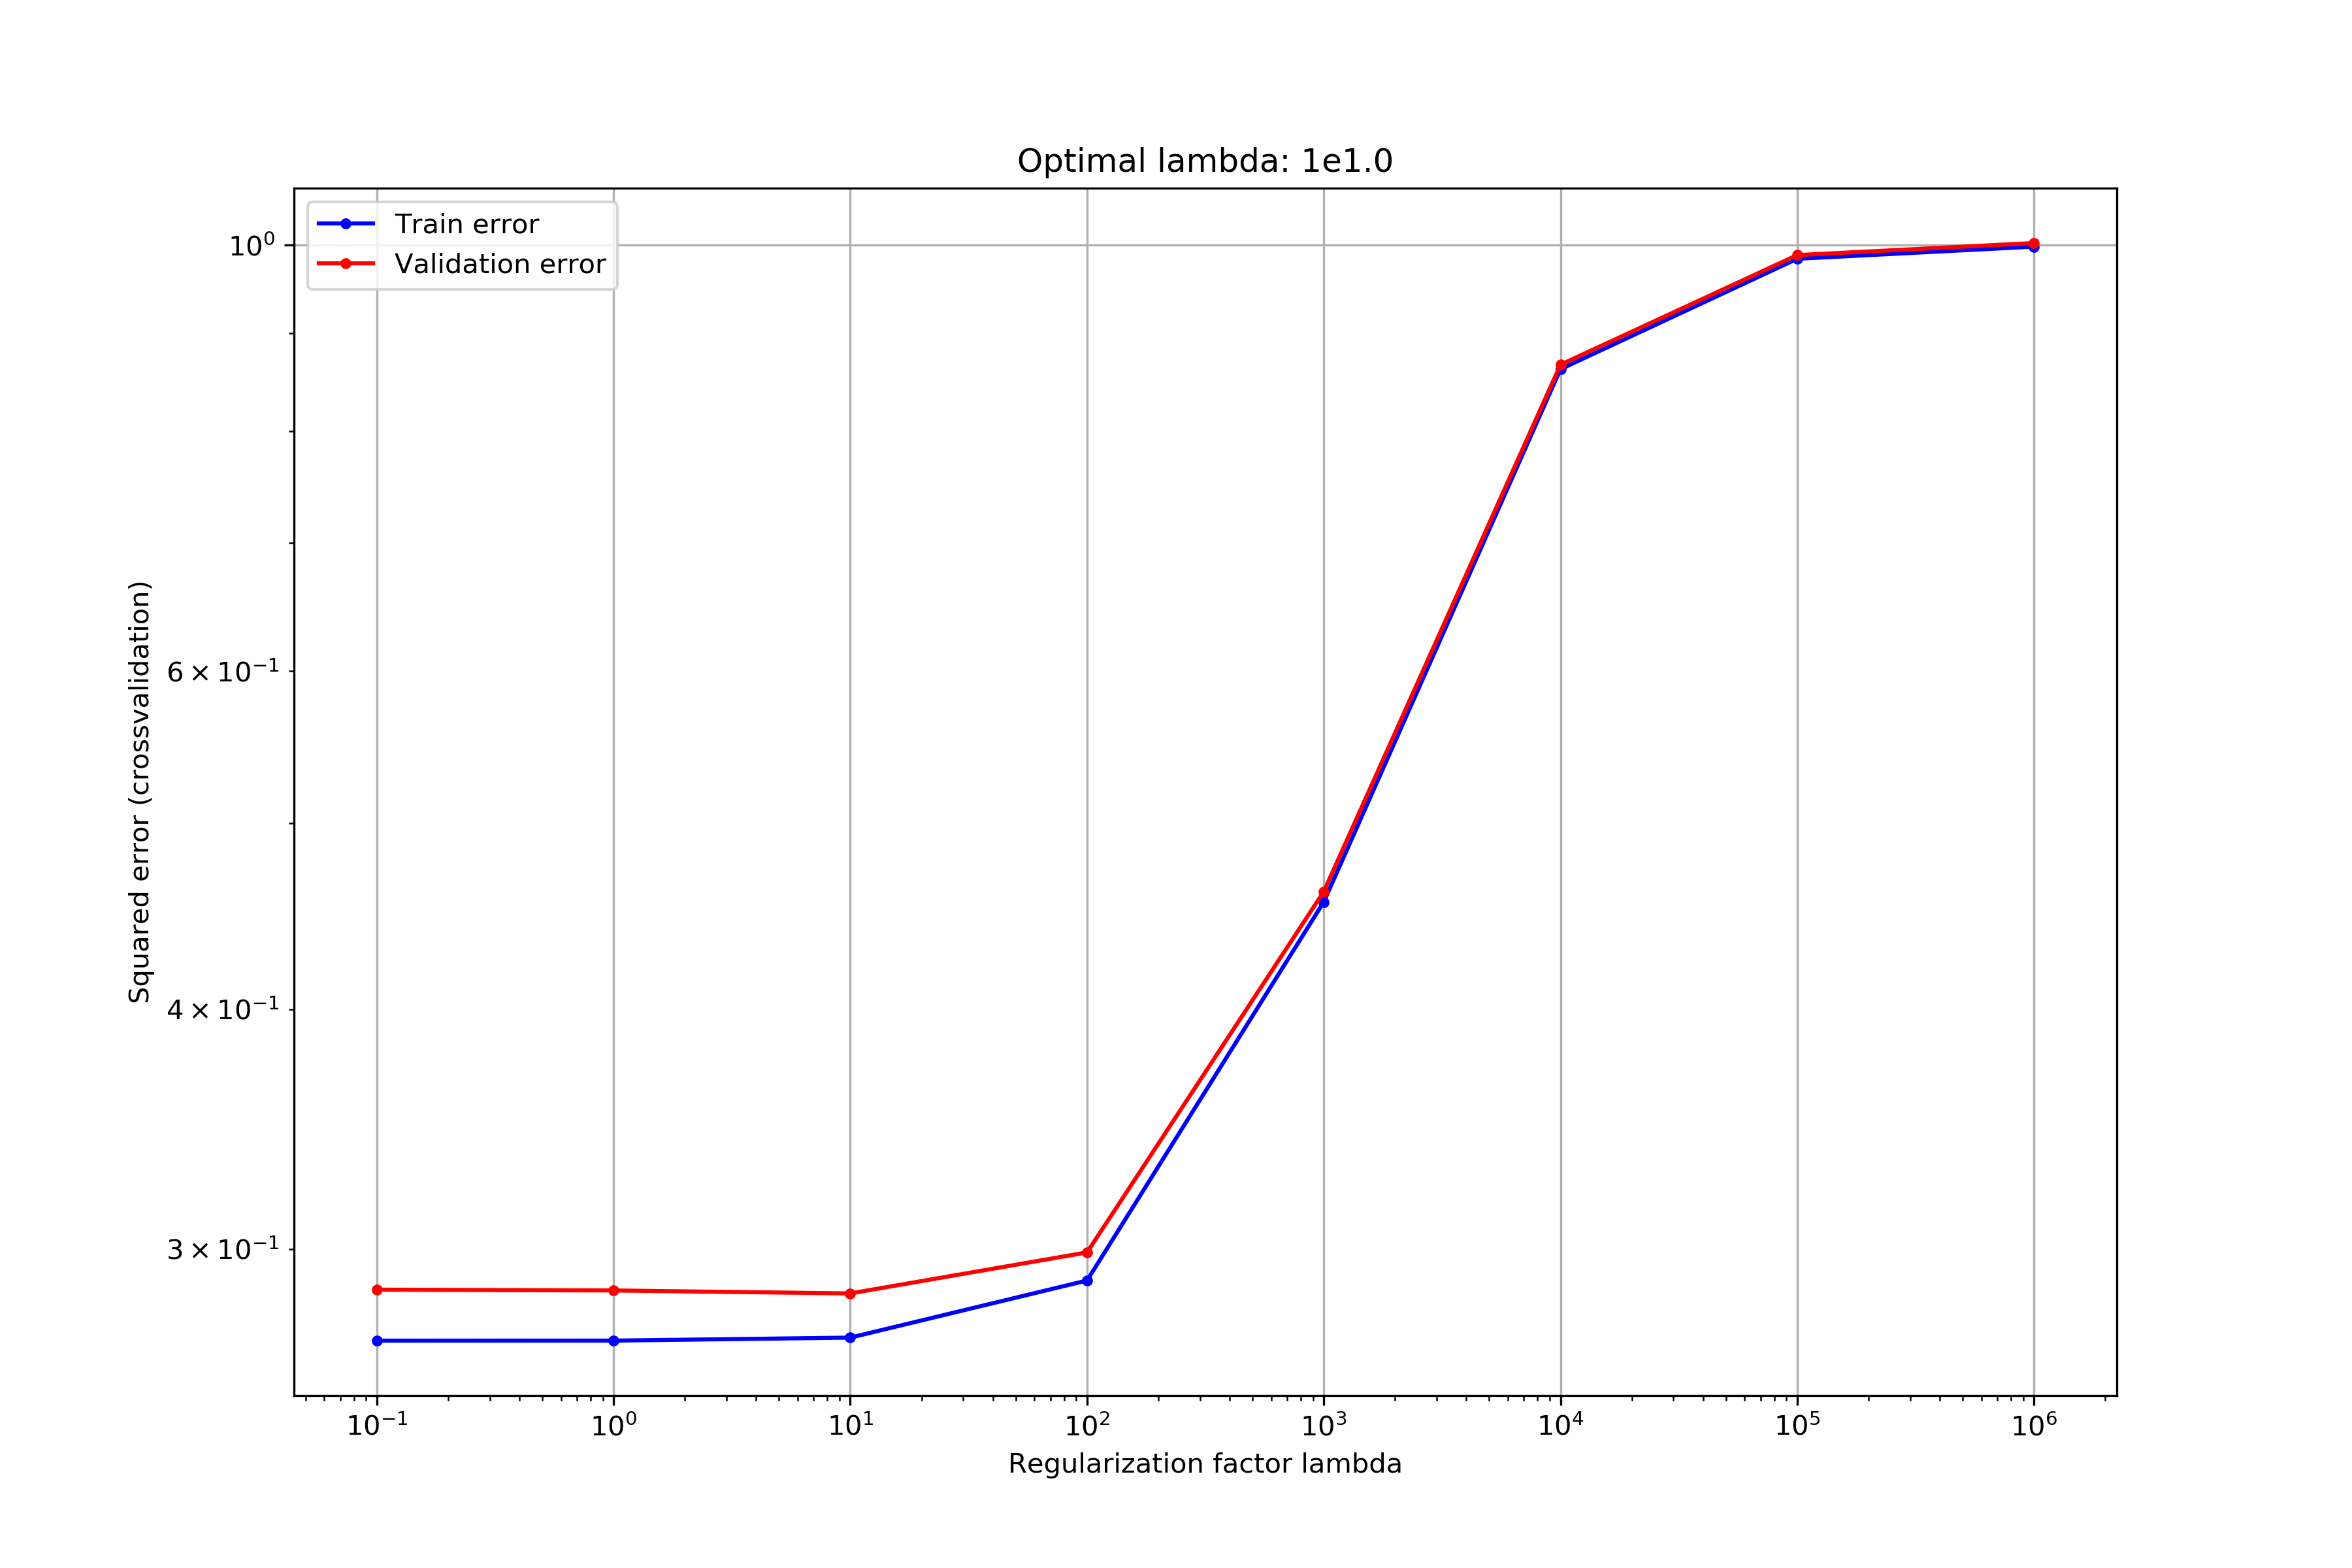 Optimal lambda: 1e1.0
Train error
Validation error
10⁰
6 × 10⁻¹
4 × 10⁻¹
3 × 10⁻¹
Squared error (crossvalidation)
10⁻¹ 10⁰ 10¹ 10² 10³ 10⁴ 10⁵ 10⁶
Regularization factor lambda